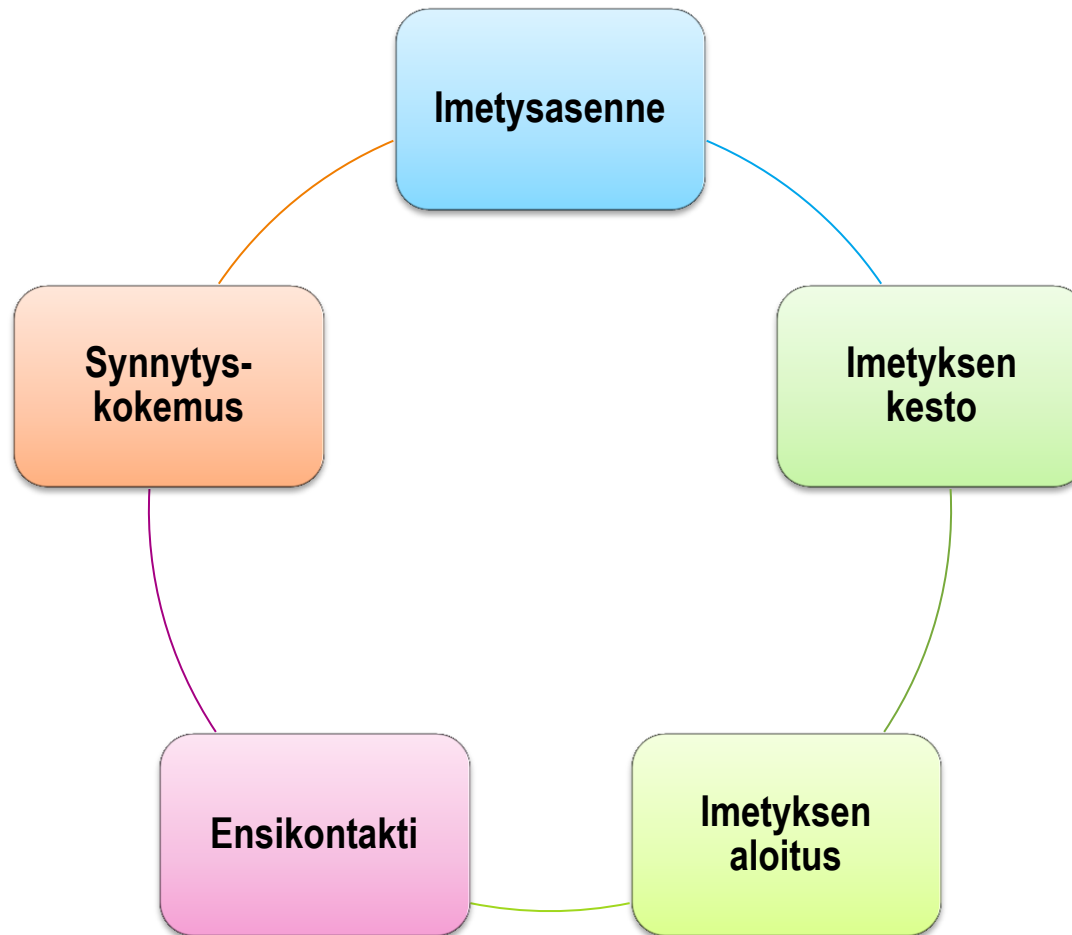 Imetysasenne
Synnytys-
kokemus
Imetyksen
kesto
Ensikontakti
Imetyksen
aloitus